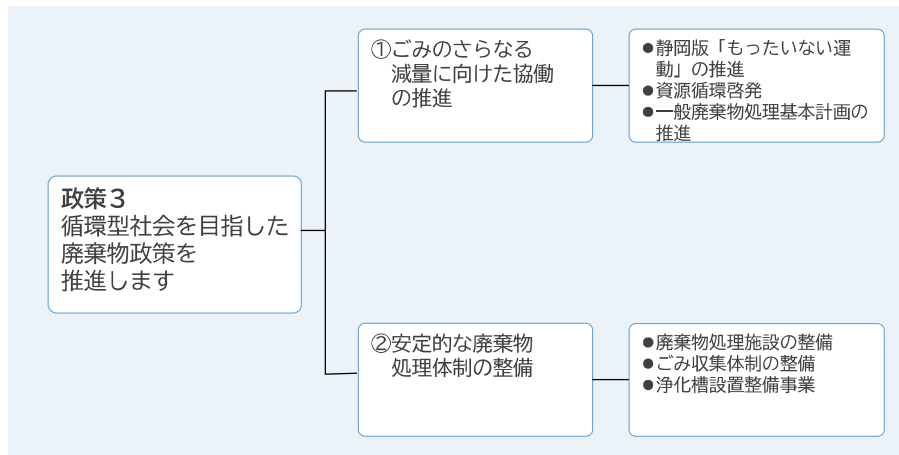 政策３
循環型社会を目指した
廃棄物政策を
推進します
①ごみのさらなる
減量に向けた協働
の推進
●静岡版「もったいない運
動」の推進
●資源循環啓発
●一般廃棄物処理基本計画の
推進
②安定的な廃棄物
処理体制の整備
●廃棄物処理施設の整備
●ごみ収集体制の整備
●浄化槽設置整備事業